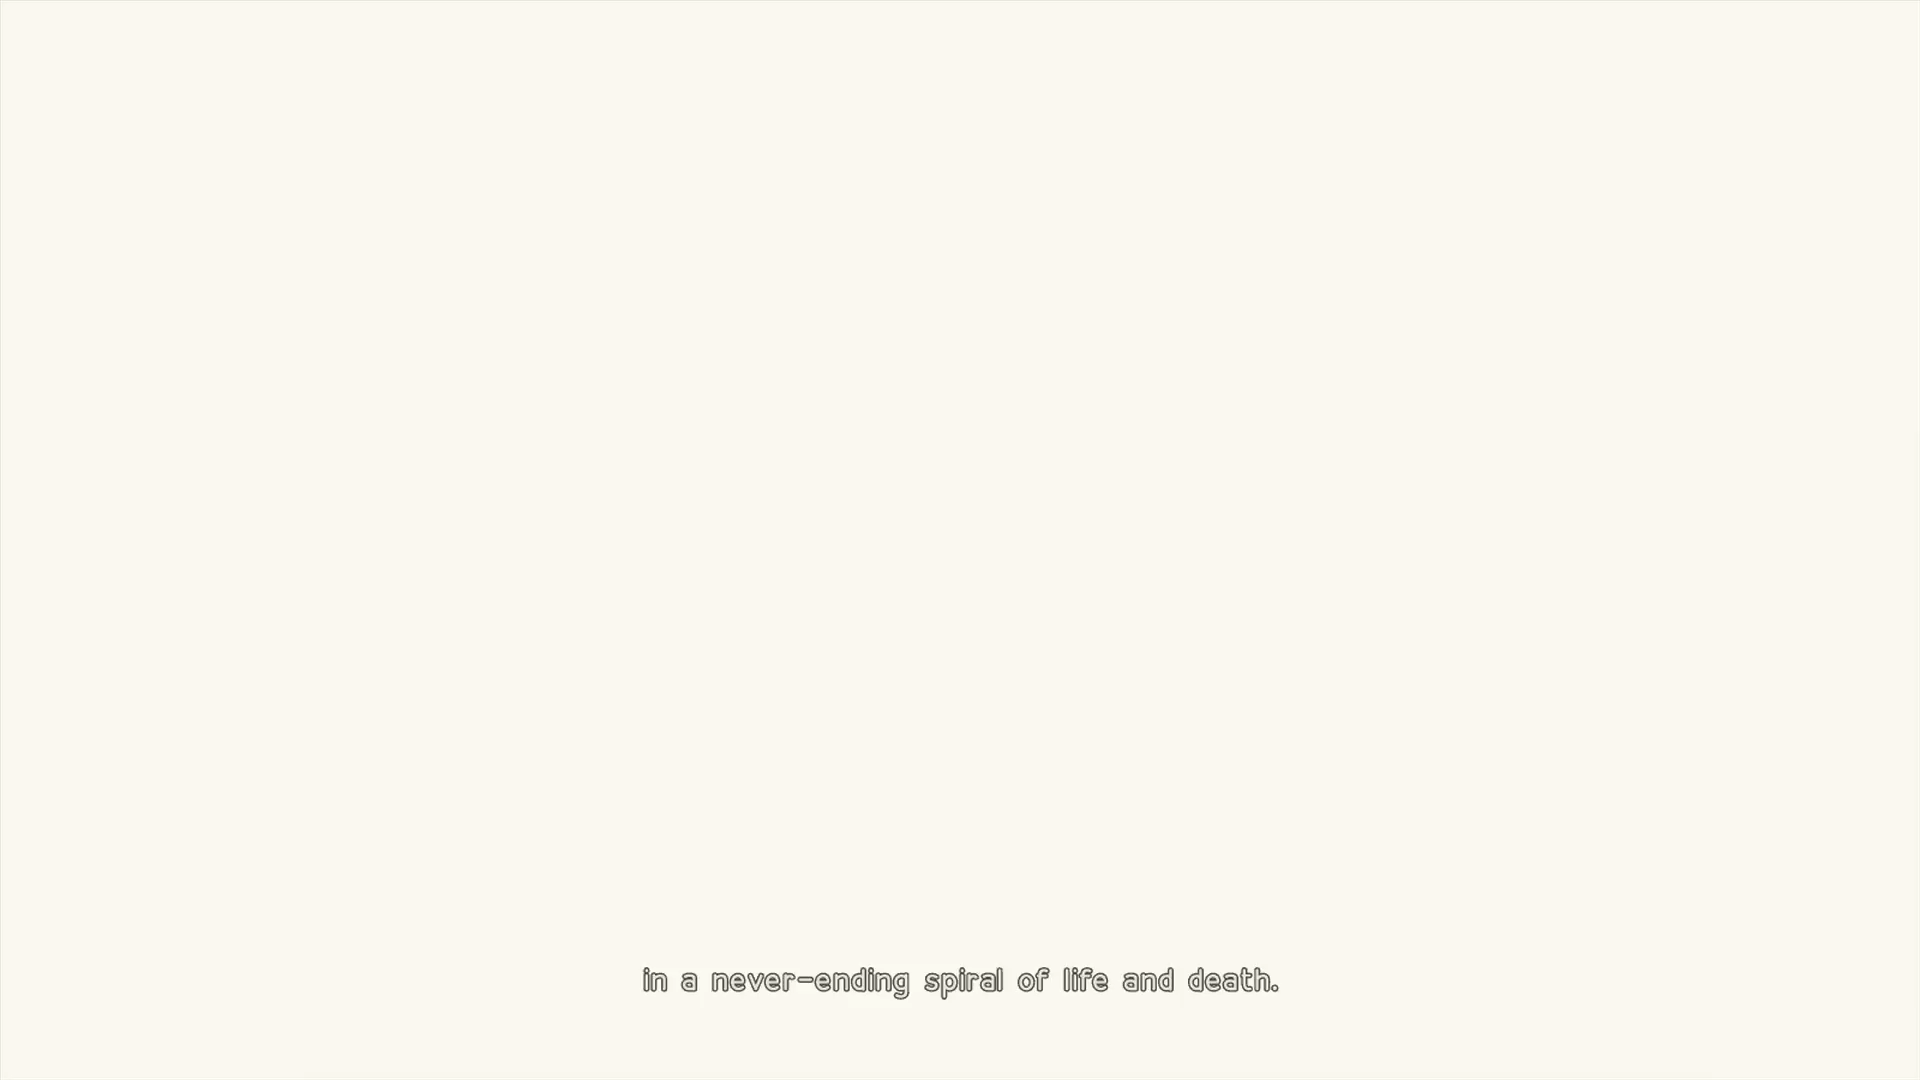 in a never-ending spiral of life and death.